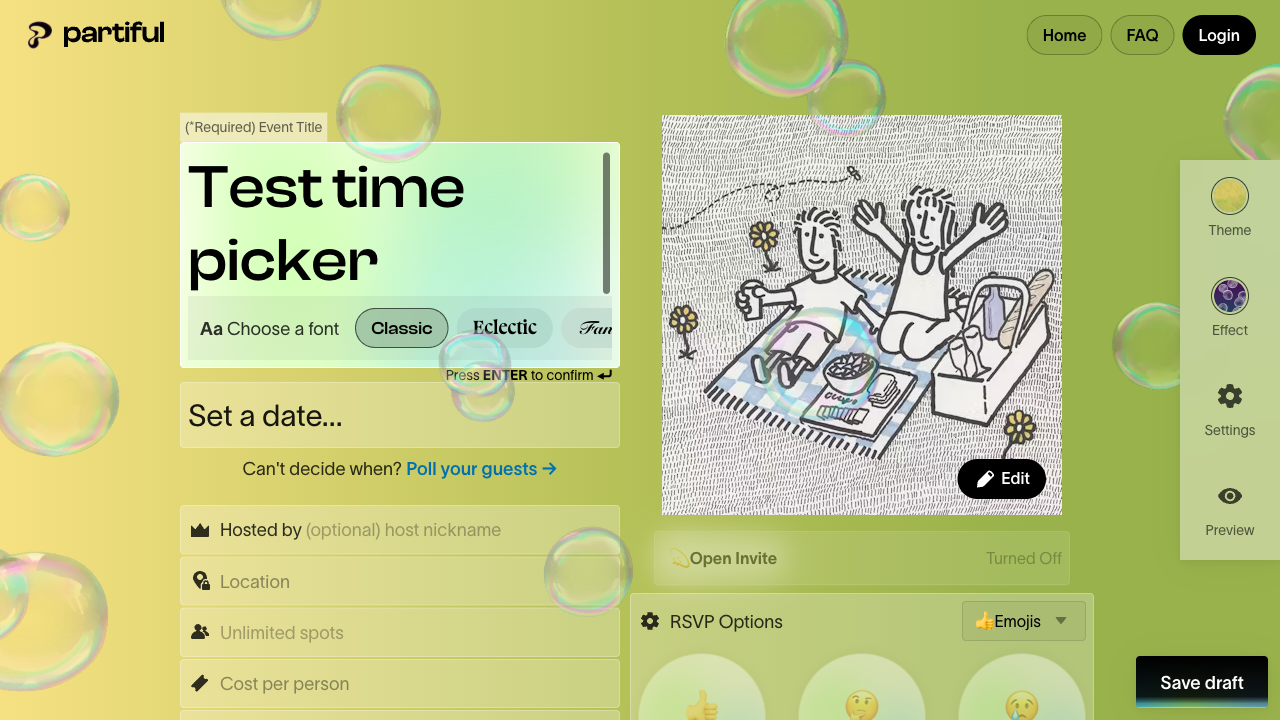 partiful
Home
FAQ
Login
(*Required) Event Title
Test time
picker
Aa Choose a font
Classic
Eclectic
Press ENTER to confirm
Set a date...
Can't decide when? Poll your guests →
Hosted by (optional) host nickname
Location
Unlimited spots
Cost per person
Edit
Open Invite
Turned Off
RSVP Options
Emojis
Theme
Effect
Settings
Preview
Save draft